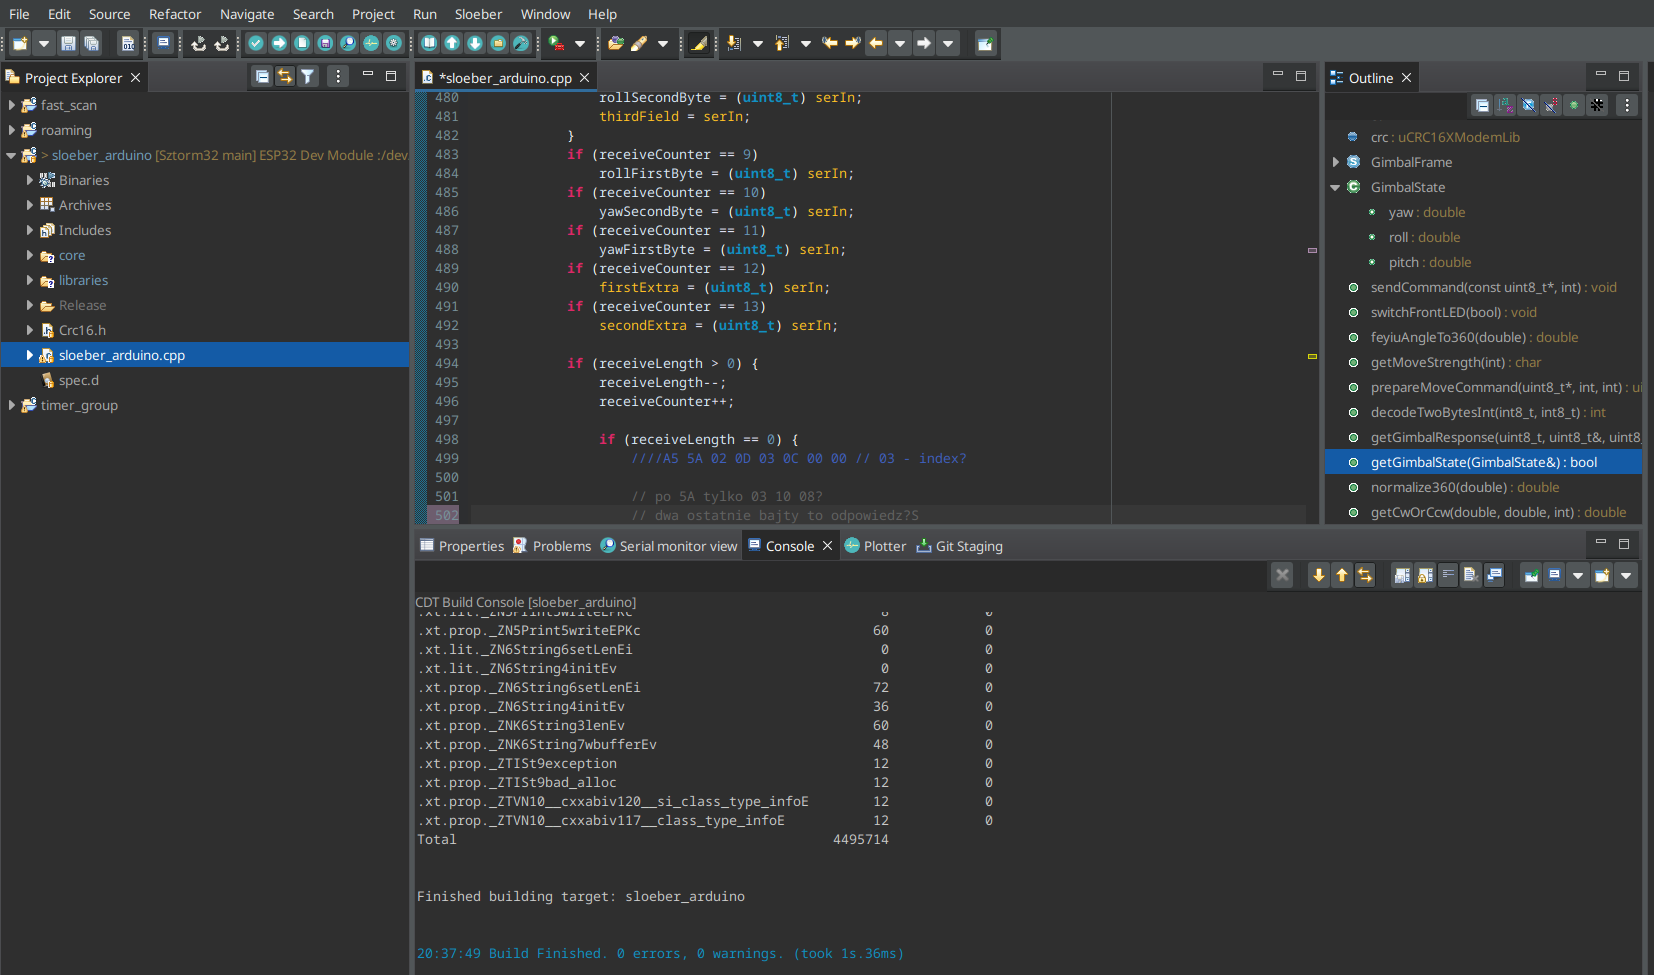 File Edit Source Refactor Navigate Search Project Run Sloeber Window Help
Project Explorer
fast_scan
roaming
> sloeber_arduino [Sztorm32 main] ESP32 Dev Module :/dev.
Binaries
Archives
Includes
core
libraries
Release
Crc16.h
sloeber_arduino.cpp
spec.d
timer_group
*sloeber_arduino.cpp
480 rollSecondByte = (uint8_t) serIn;
481 thirdField = serIn;
482 }
483 if (receiveCounter == 9)
484 rollFirstByte = (uint8_t) serIn;
485 if (receiveCounter == 10)
486 yawSecondByte = (uint8_t) serIn;
487 if (receiveCounter == 11)
488 yawFirstByte = (uint8_t) serIn;
489 if (receiveCounter == 12)
490 firstExtra = (uint8_t) serIn;
491 if (receiveCounter == 13)
492 secondExtra = (uint8_t) serIn;
493
494 if (receiveLength > 0) {
495 receiveLength--;
496 receiveCounter++;
497
498 if (receiveLength == 0) {
499 ////A5 5A 02 0D 03 0C 00 00 // 03 - index?
500
501 // po 5A tylko 03 10 08?
502 // dwa ostatnie bajty to odpowiedz?S
Outline
crc : uCRC16XModemLib
GimbalFrame
GimbalState
yaw : double
roll : double
pitch : double
sendCommand(const uint8_t*, int) : void
switchFrontLED(bool) : void
feyiuAngleTo360(double) : double
getMoveStrength(int) : char
prepareMoveCommand(uint8_t*, int, int) : ui
decodeTwoBytesInt(int8_t, int8_t) : int
getGimbalResponse(uint8_t, uint8_t&, uint8_
getGimbalState(GimbalState&) : bool
normalize360(double) : double
getCwOrCcw(double, double, int) : double
Properties Problems Serial monitor view Console Plotter Git Staging
CDT Build Console [sloeber_arduino]
.xt.lit._ZN5Print5writeEPKc 8 0
.xt.prop._ZN5Print5writeEPKc 60 0
.xt.lit._ZN6String6setLenEi 0 0
.xt.lit._ZN6String4initEv 0 0
.xt.prop._ZN6String6setLenEi 72 0
.xt.prop._ZN6String4initEv 36 0
.xt.prop._ZNK6String3lenEv 60 0
.xt.prop._ZNK6String7wbufferEv 48 0
.xt.prop._ZTISt9exception 12 0
.xt.prop._ZTISt9bad_alloc 12 0
.xt.prop._ZTVN10__cxxabiv120__si_class_type_infoE 12 0
.xt.prop._ZTVN10__cxxabiv117__class_type_infoE 12 0
Total 4495714
Finished building target: sloeber_arduino
20:37:49 Build Finished. 0 errors, 0 warnings. (took 1s.36ms)